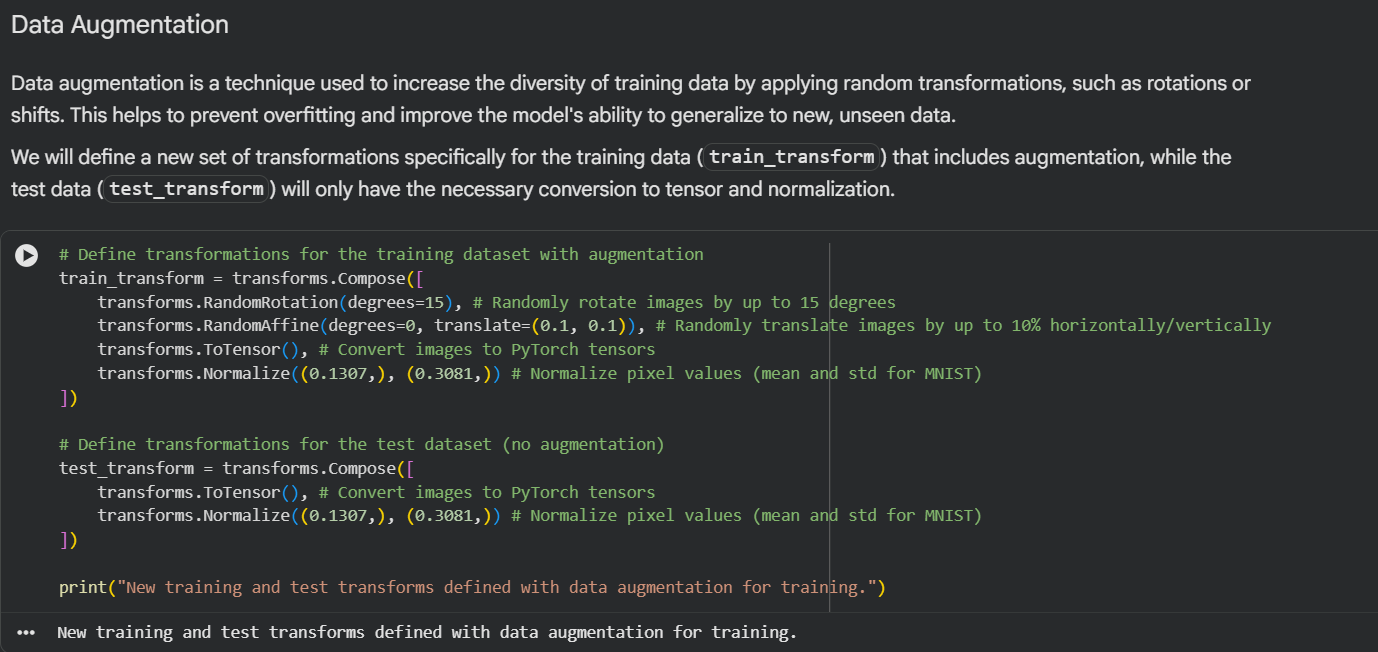 Data Augmentation
Data augmentation is a technique used to increase the diversity of training data by applying random transformations, such as rotations or
shifts. This helps to prevent overfitting and improve the model's ability to generalize to new, unseen data.
We will define a new set of transformations specifically for the training data (train_transform) that includes augmentation, while the
test data (test_transform) will only have the necessary conversion to tensor and normalization.
# Define transformations for the training dataset with augmentation
train_transform = transforms.Compose([
    transforms.RandomRotation(degrees=15), # Randomly rotate images by up to 15 degrees
    transforms.RandomAffine(degrees=0, translate=(0.1, 0.1)), # Randomly translate images by up to 10% horizontally/vertically
    transforms.ToTensor(), # Convert images to PyTorch tensors
    transforms.Normalize((0.1307,), (0.3081,)) # Normalize pixel values (mean and std for MNIST)
])
# Define transformations for the test dataset (no augmentation)
test_transform = transforms.Compose([
    transforms.ToTensor(), # Convert images to PyTorch tensors
    transforms.Normalize((0.1307,), (0.3081,)) # Normalize pixel values (mean and std for MNIST)
])
print("New training and test transforms defined with data augmentation for training.")
New training and test transforms defined with data augmentation for training.